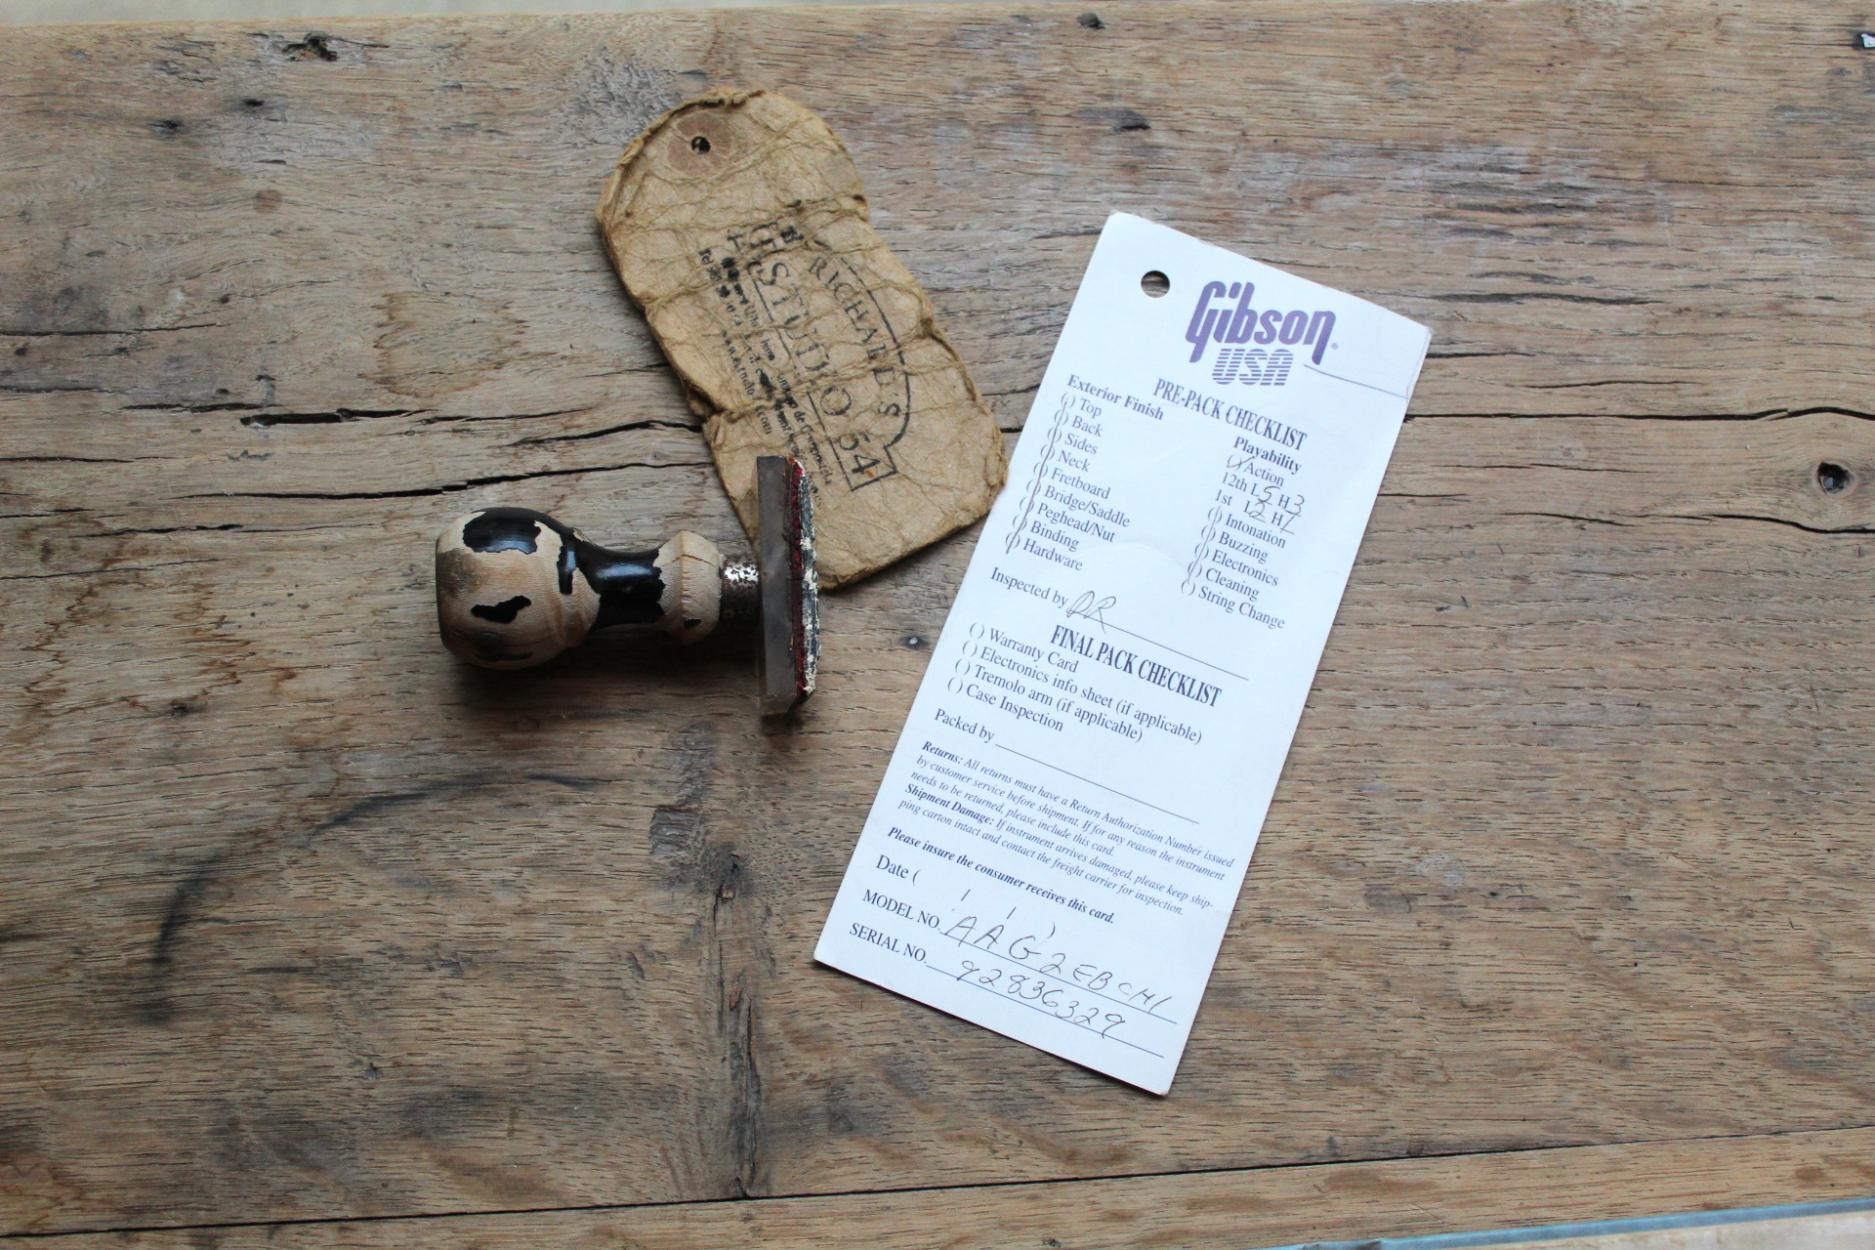 RICHARD'S
STUDIO 54
Gibson
USA
PRE-PACK CHECKLIST
Exterior Finish
() Top
() Back
() Sides
() Neck
() Fretboard
() Bridge/Saddle
() Peghead/Nut
() Binding
() Hardware
Playability
() Action
12th L 5 H 3
1st L 2 H 1
() Intonation
() Buzzing
() Electronics
() Cleaning
() String Change
Inspected by DR
FINAL PACK CHECKLIST
() Warranty Card
() Electronics info sheet (if applicable)
() Tremolo arm (if applicable)
() Case Inspection
Packed by
Returns: All returns must have a Return Authorization Number issued
by customer service before shipment. If for any reason the instrument
needs to be returned, please include this card.
Shipment Damage: If instrument arrives damaged, please keep ship-
ping carton intact and contact the freight carrier for inspection.
Please insure the consumer receives this card.
Date ( / / )
MODEL NO. AAG2EBCH1
SERIAL NO. 92836329